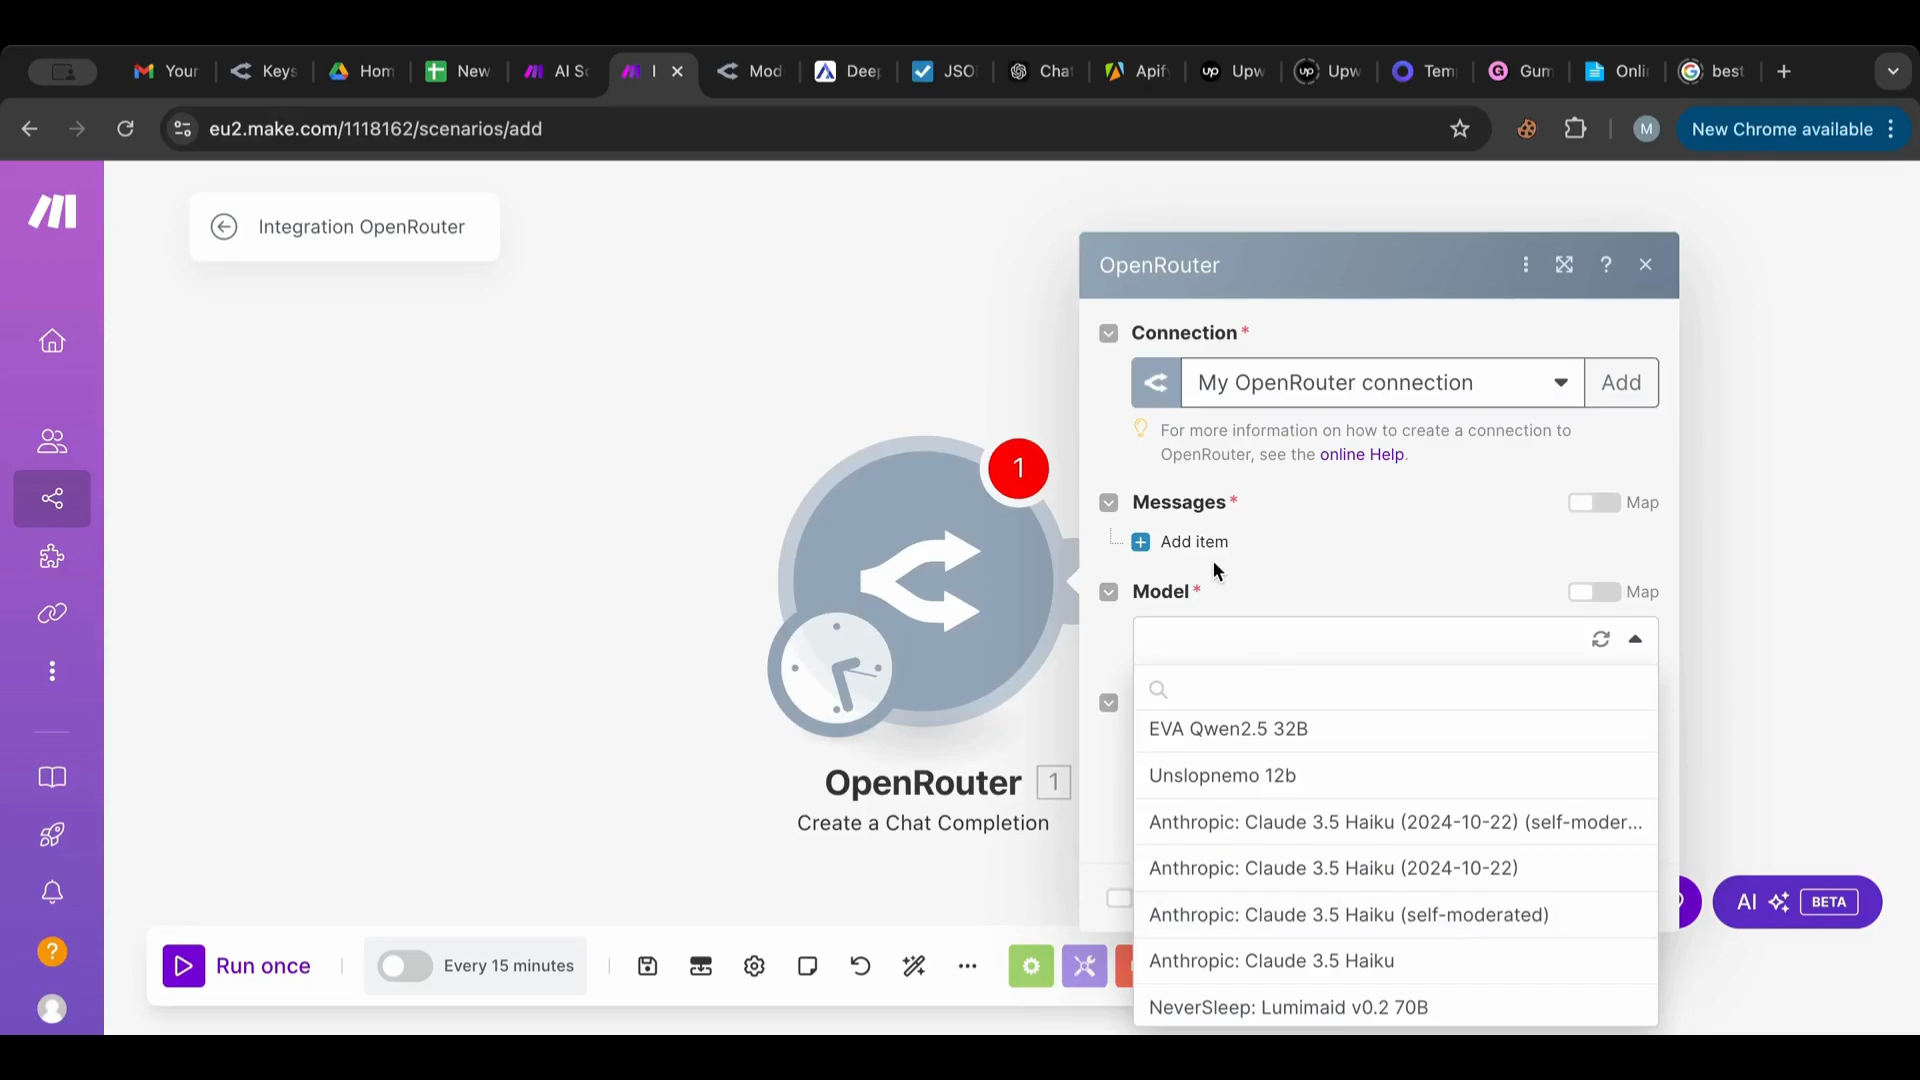 Your
Keys
Hom
New
AI Sc
I
Mod
Deep
JSO
Chat
Apify
Upw
Upw
Tem
Gum
Onli
best
eu2.make.com/1118162/scenarios/add
M
New Chrome available
Integration OpenRouter
OpenRouter
?
Connection*
My OpenRouter connection
Add
For more information on how to create a connection to
OpenRouter, see the online Help.
Messages*
Map
Add item
Model*
Map
EVA Qwen2.5 32B
Unslopnemo 12b
Anthropic: Claude 3.5 Haiku (2024-10-22) (self-moder...
Anthropic: Claude 3.5 Haiku (2024-10-22)
Anthropic: Claude 3.5 Haiku (self-moderated)
Anthropic: Claude 3.5 Haiku
NeverSleep: Lumimaid v0.2 70B
1
OpenRouter 1
Create a Chat Completion
AI BETA
Run once
Every 15 minutes
?